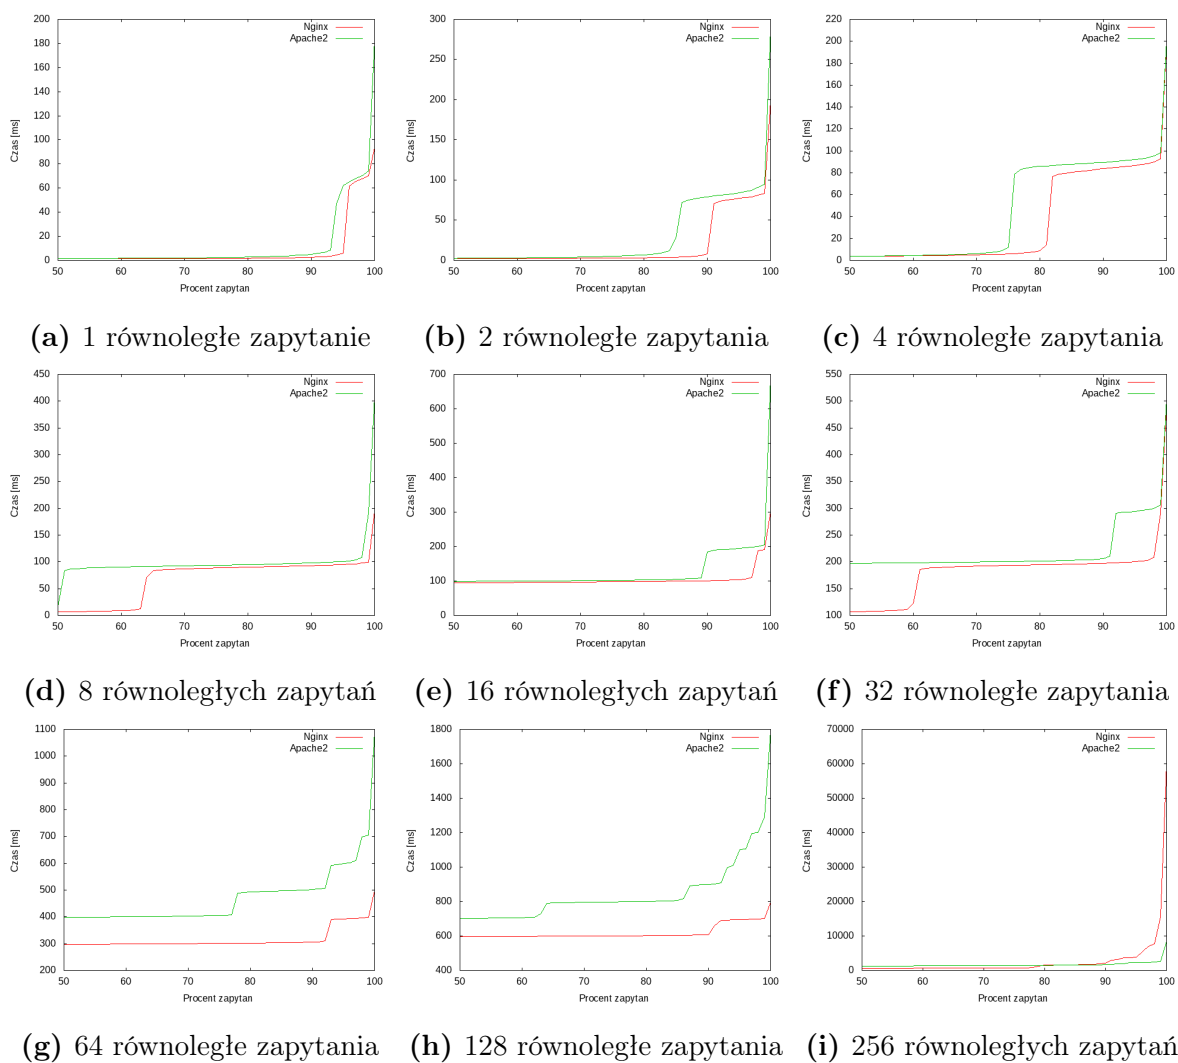 200
180
160
140
120
100
80
60
40
20
0
Czas [ms]
Nginx
Apache2
50 60 70 80 90 100
Procent zapytan
(a) 1 równoległe zapytanie
300
250
200
150
100
50
0
Czas [ms]
Nginx
Apache2
50 60 70 80 90 100
Procent zapytan
(b) 2 równoległe zapytania
220
200
180
160
140
120
100
80
60
40
20
0
Czas [ms]
Nginx
Apache2
50 60 70 80 90 100
Procent zapytan
(c) 4 równoległe zapytania
450
400
350
300
250
200
150
100
50
0
Czas [ms]
Nginx
Apache2
50 60 70 80 90 100
Procent zapytan
(d) 8 równoległych zapytań
700
600
500
400
300
200
100
0
Czas [ms]
Nginx
Apache2
50 60 70 80 90 100
Procent zapytan
(e) 16 równoległych zapytań
550
500
450
400
350
300
250
200
150
100
Czas [ms]
Nginx
Apache2
50 60 70 80 90 100
Procent zapytan
(f) 32 równoległe zapytania
1100
1000
900
800
700
600
500
400
300
200
Czas [ms]
Nginx
Apache2
50 60 70 80 90 100
Procent zapytan
(g) 64 równoległe zapytania
1800
1600
1400
1200
1000
800
600
400
Czas [ms]
Nginx
Apache2
50 60 70 80 90 100
Procent zapytan
(h) 128 równoległe zapytania
70000
60000
50000
40000
30000
20000
10000
0
Czas [ms]
Nginx
Apache2
50 60 70 80 90 100
Procent zapytan
(i) 256 równoległych zapytań